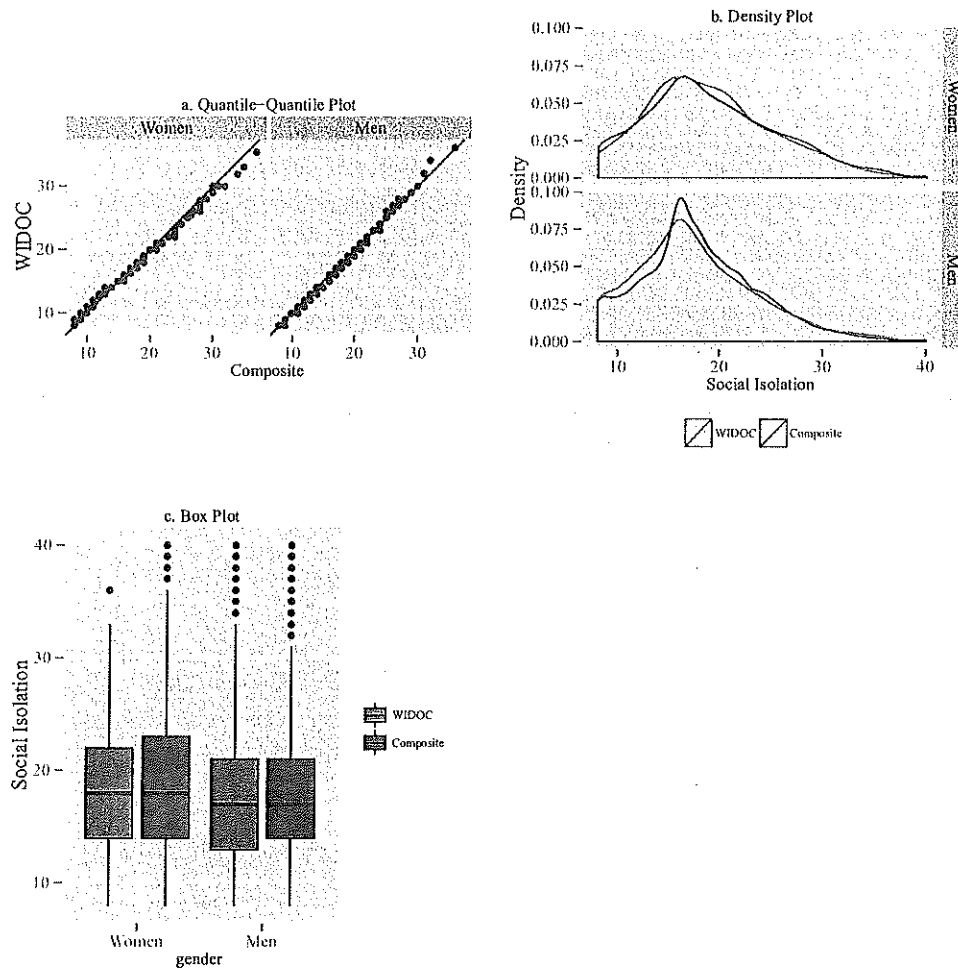 a. Quantile-Quantile Plot
Women
Men
WIDOC
30
20
10
10
20
30
10
20
30
Composite
b. Density Plot
Density
0.100
0.075
0.050
0.025
0.000
Women
0.100
0.075
0.050
0.025
0.000
Men
10
20
30
40
Social Isolation
WIDOC
Composite
c. Box Plot
Social Isolation
40
30
20
10
WIDOC
Composite
Women
Men
gender